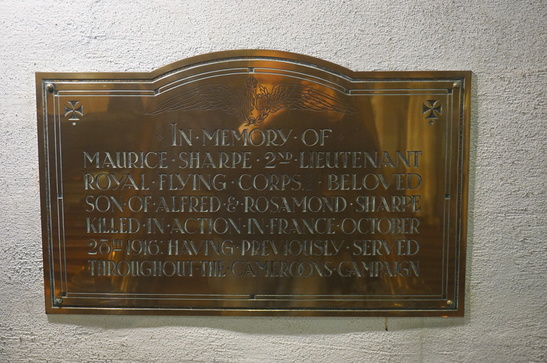 IN·MEMORY·OF
MAURICE·SHARPE·2ND·LIEUTENANT
ROYAL·FLYING·CORPS.. BELOVED
SON·OF·ALFRED·&·ROSAMOND·SHARPE
KILLED·IN·ACTION·IN·FRANCE·OCTOBER
1916. HAVING·PREVIOUSLY·SERVED
THROUGHOUT·THE·CAMEROONS·CAMPAIGN